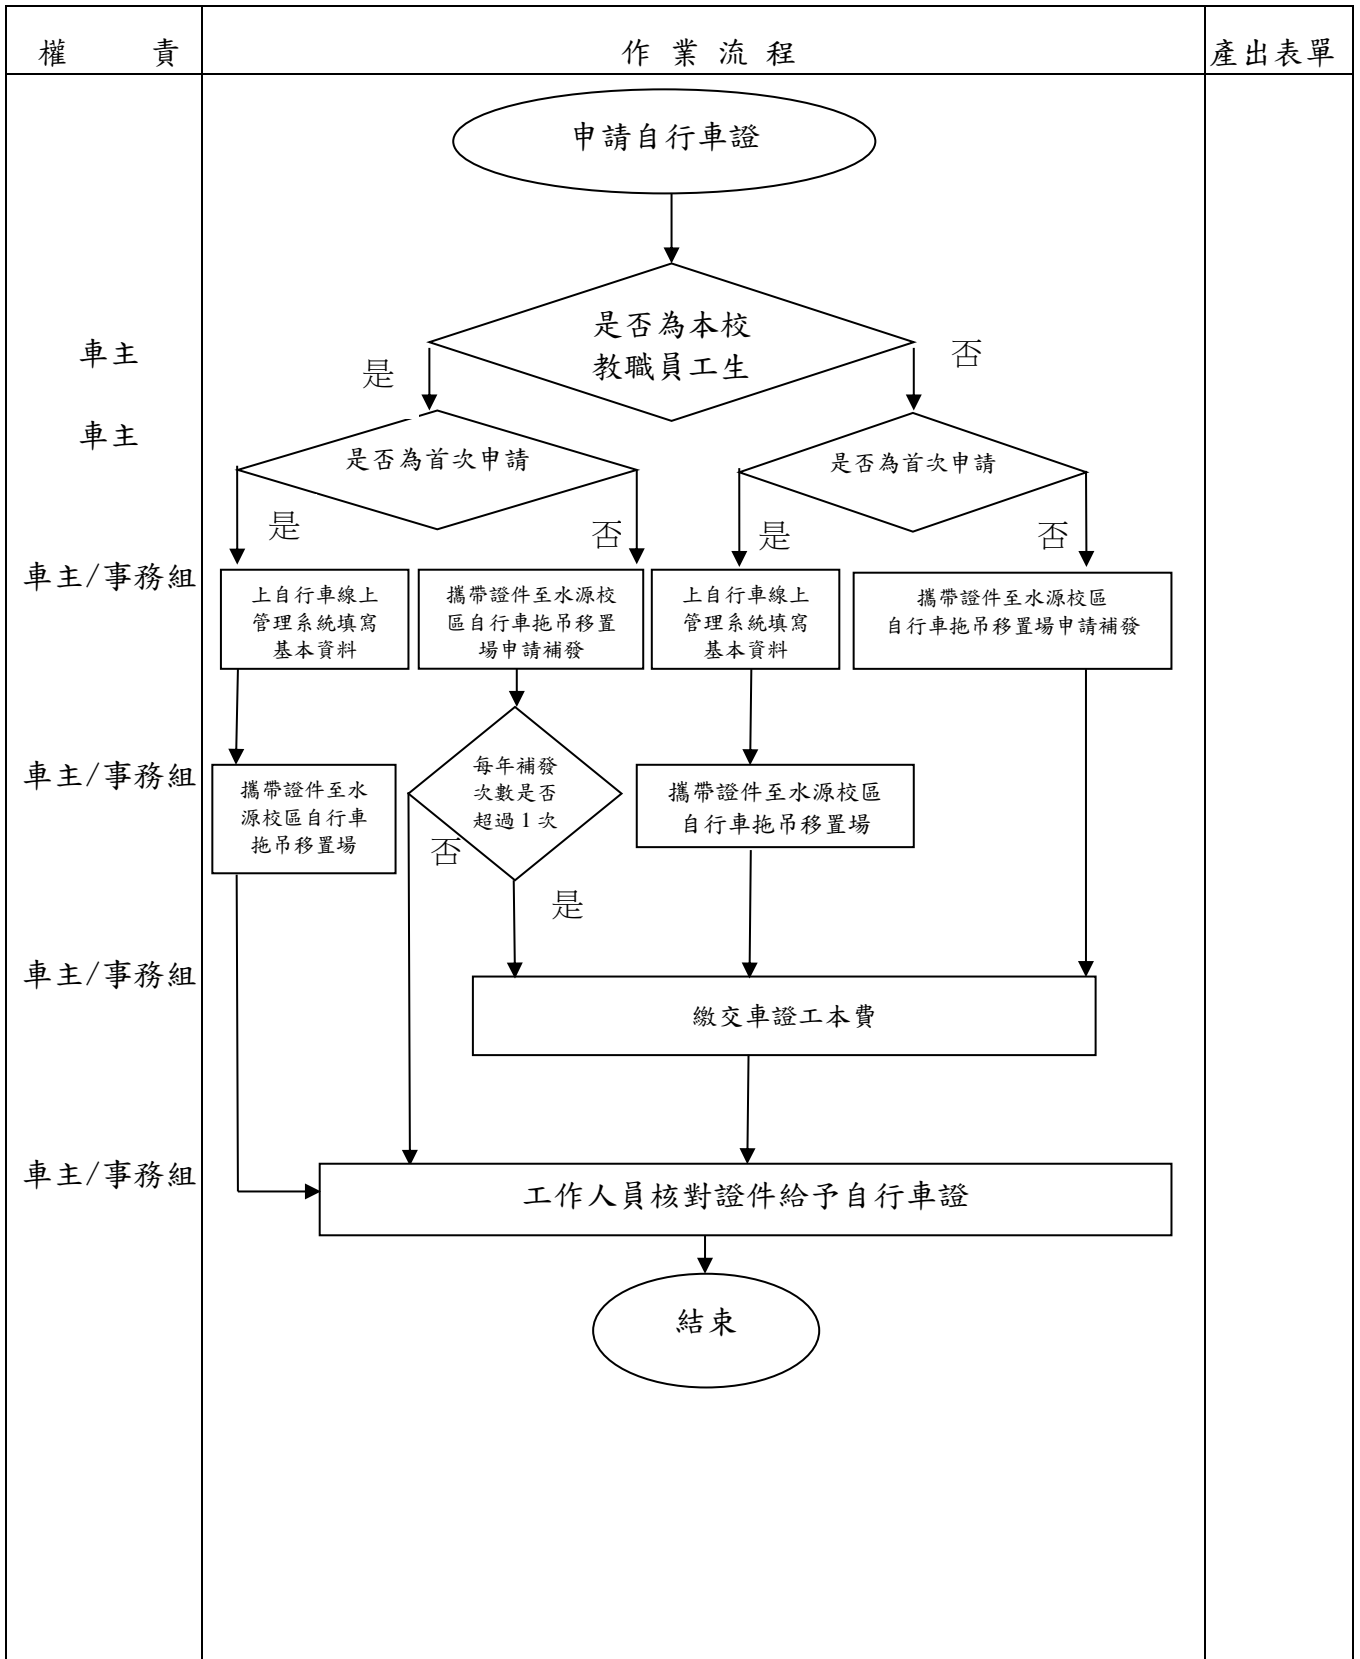 權 責
作 業 流 程
產出表單
申請自行車證
是否為本校
教職員工生
車主
是
否
車主
是否為首次申請
是否為首次申請
是
否
是
否
車主/事務組
上自行車線上
管理系統填寫
基本資料
攜帶證件至水源校
區自行車拖吊移置
場申請補發
上自行車線上
管理系統填寫
基本資料
攜帶證件至水源校區
自行車拖吊移置場申請補發
車主/事務組
攜帶證件至水
源校區自行車
拖吊移置場
每年補發
次數是否
超過 1 次
攜帶證件至水源校區
自行車拖吊移置場
否
是
車主/事務組
繳交車證工本費
車主/事務組
工作人員核對證件給予自行車證
結束